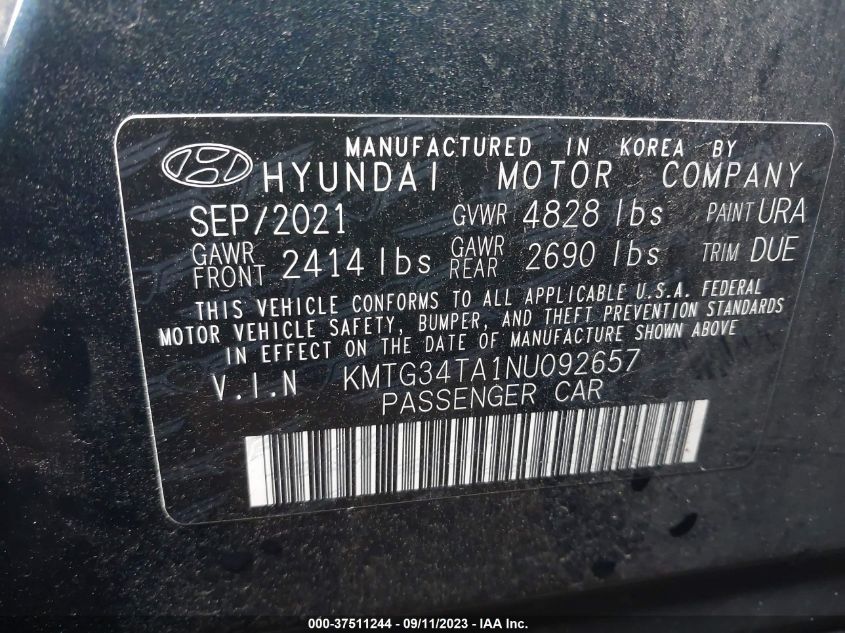 MANUFACTURED IN KOREA BY
HYUNDAI MOTOR COMPANY
SEP/2021 GVWR 4828 lbs PAINT URA
GAWR FRONT 2414 lbs GAWR REAR 2690 lbs TRIM DUE
THIS VEHICLE CONFORMS TO ALL APPLICABLE U.S.A. FEDERAL
MOTOR VEHICLE SAFETY, BUMPER, AND THEFT PREVENTION STANDARDS
IN EFFECT ON THE DATE OF MANUFACTURE SHOWN ABOVE
V.I.N KMTG34TA1NU092657
PASSENGER CAR
000-37511244 - 09/11/2023 - IAA Inc.